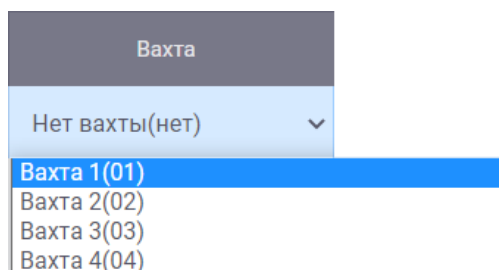 Вахта
Нет вахты(нет)
Вахта 1(01)
Вахта 2(02)
Вахта 3(03)
Вахта 4(04)